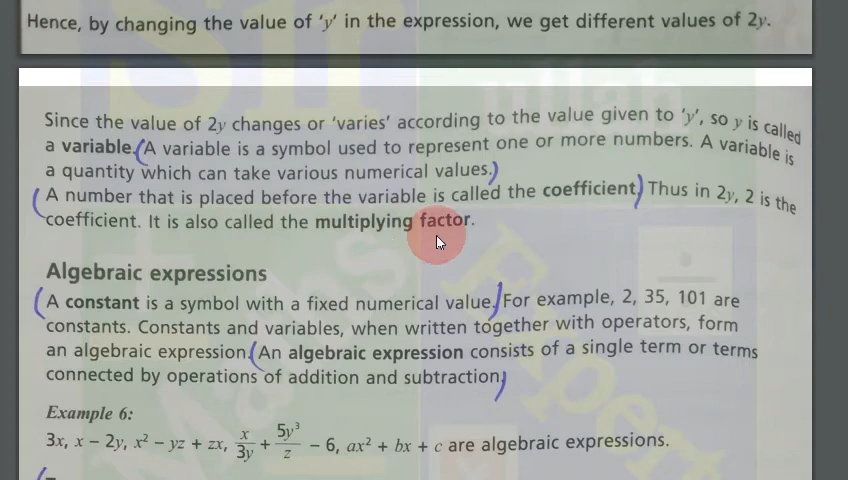 Hence, by changing the value of 'y' in the expression, we get different values of 2y.
Since the value of 2y changes or 'varies' according to the value given to 'y', so y is called
a variable. (A variable is a symbol used to represent one or more numbers. A variable is
a quantity which can take various numerical values.)
(A number that is placed before the variable is called the coefficient.) Thus in 2y, 2 is the
coefficient. It is also called the multiplying factor.
Algebraic expressions
(A constant is a symbol with a fixed numerical value.) For example, 2, 35, 101 are
constants. Constants and variables, when written together with operators, form
an algebraic expression. (An algebraic expression consists of a single term or terms
connected by operations of addition and subtraction.)
Example 6:
3x, x − 2y, x² − yz + zx, x/3y + 5y³/z − 6, ax² + bx + c are algebraic expressions.
Sir
Maths
Expert